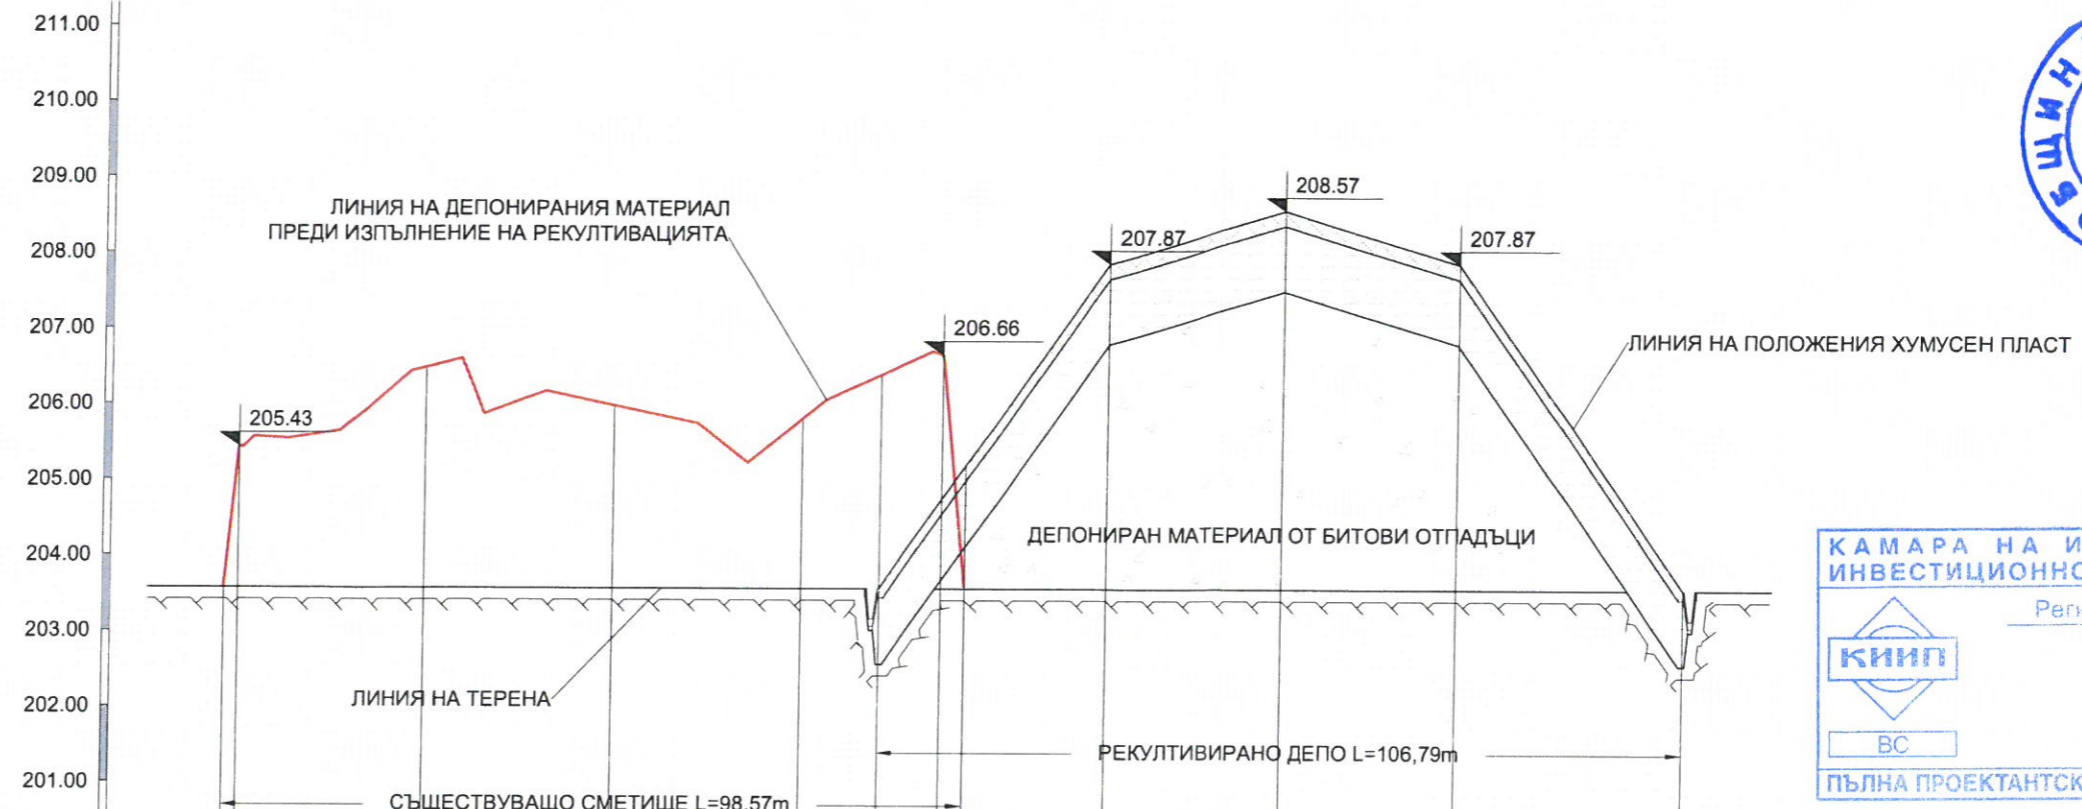 211.00
210.00
209.00
208.00
207.00
206.00
205.00
204.00
203.00
202.00
201.00
ЛИНИЯ НА ДЕПОНИРАНИЯ МАТЕРИАЛ
ПРЕДИ ИЗПЪЛНЕНИЕ НА РЕКУЛТИВАЦИЯТА
205.43
206.66
207.87
208.57
207.87
ЛИНИЯ НА ПОЛОЖЕНИЯ ХУМУСЕН ПЛАСТ
ДЕПОНИРАН МАТЕРИАЛ ОТ БИТОВИ ОТПАДЪЦИ
ЛИНИЯ НА ТЕРЕНА
РЕКУЛТИВИРАНО ДЕПО L=106,79m
СЪЩЕСТВУВАЩО СМЕТИЩЕ L=98.57m
КАМАРА НА И
ИНВЕСТИЦИОННО
Реги
КИИП
ВС
ПЪЛНА ПРОЕКТАНТСК